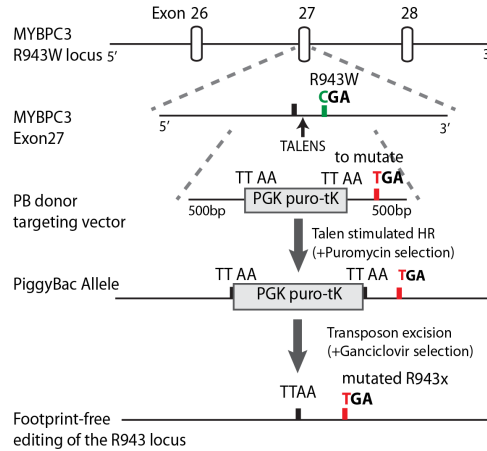 Exon 26 27 28
MYBPC3
R943W locus
5′
3
R943W
CGA
MYBPC3
Exon27
5′
3′
TALENS
to mutate
TT AA
TT AA
TGA
PB donor
targeting vector
500bp
PGK puro-tK
500bp
Talen stimulated HR
(+Puromycin selection)
PiggyBac Allele
TT AA
TT AA
TGA
PGK puro-tK
Transposon excision
(+Ganciclovir selection)
mutated R943x
TTAA
TGA
Footprint-free
editing of the R943 locus